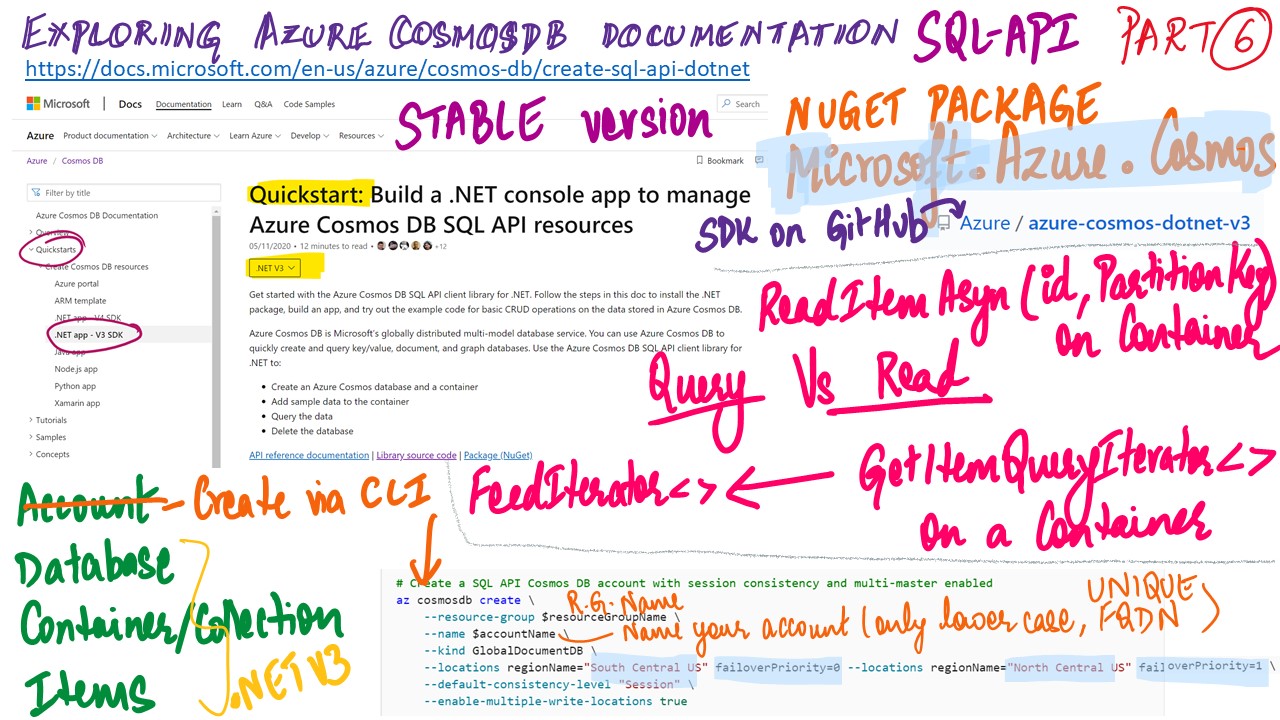 EXPLORING AZURE COSMOSDB DOCUMENTATION SQL-API PART 6
https://docs.microsoft.com/en-us/azure/cosmos-db/create-sql-api-dotnet
Microsoft | Docs Documentation Learn Q&A Code Samples Search
Azure Product documentation Architecture Learn Azure Develop Resources
STABLE version
NUGET PACKAGE
Microsoft.Azure.Cosmos
Azure / Cosmos DB
Bookmark
Filter by title
Azure Cosmos DB Documentation
Overview
Quickstarts
Create Cosmos DB resources
Azure portal
ARM template
.NET app - V4 SDK
.NET app - V3 SDK
Java app
Node.js app
Python app
Xamarin app
Tutorials
Samples
Concepts
Quickstart: Build a .NET console app to manage
Azure Cosmos DB SQL API resources
05/11/2020 • 12 minutes to read • +12
.NET V3
Get started with the Azure Cosmos DB SQL API client library for .NET. Follow the steps in this doc to install the .NET
package, build an app, and try out the example code for basic CRUD operations on the data stored in Azure Cosmos DB.
Azure Cosmos DB is Microsoft's globally distributed multi-model database service. You can use Azure Cosmos DB to
quickly create and query key/value, document, and graph databases. Use the Azure Cosmos DB SQL API client library for
.NET to:
• Create an Azure Cosmos database and a container
• Add sample data to the container
• Query the data
• Delete the database
API reference documentation | Library source code | Package (NuGet)
SDK on GitHub
Azure / azure-cosmos-dotnet-v3
ReadItemAsyn(id, PartitionKey)
on Container
Query Vs Read
FeedIterator<>
GetItemQueryIterator<>
on a Container
Account - Create via CLI
Database
Container/Collection
Items
.NET V3
# Create a SQL API Cosmos DB account with session consistency and multi-master enabled
az cosmosdb create \
R.G. Name
--resource-group $resourceGroupName \
--name $accountName \
Name your account (only lower case, UNIQUE FQDN)
--kind GlobalDocumentDB \
--locations regionName="South Central US" failoverPriority=0 --locations regionName="North Central US" failoverPriority=1 \
--default-consistency-level "Session" \
--enable-multiple-write-locations true